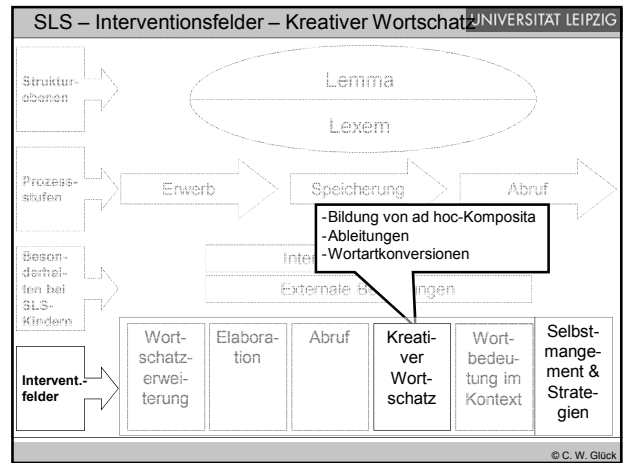 SLS – Interventionsfelder – Kreativer Wortschatz
UNIVERSITÄT LEIPZIG
Struktur-
ebenen
Lemma
Lexem
Prozess-
stufen
Erwerb
Speicherung
Abruf
-Bildung von ad hoc-Komposita
-Ableitungen
-Wortartkonversionen
Beson-
derhei-
ten bei
SLS-
Kindern
Externale
Intervent.-
felder
Wort-
schatz-
erwei-
terung
Elabora-
tion
Abruf
Kreati-
ver
Wort-
schatz
Wort-
bedeu-
tung im
Kontext
Selbst-
mange-
ment &
Strate-
gien
© C. W. Glück